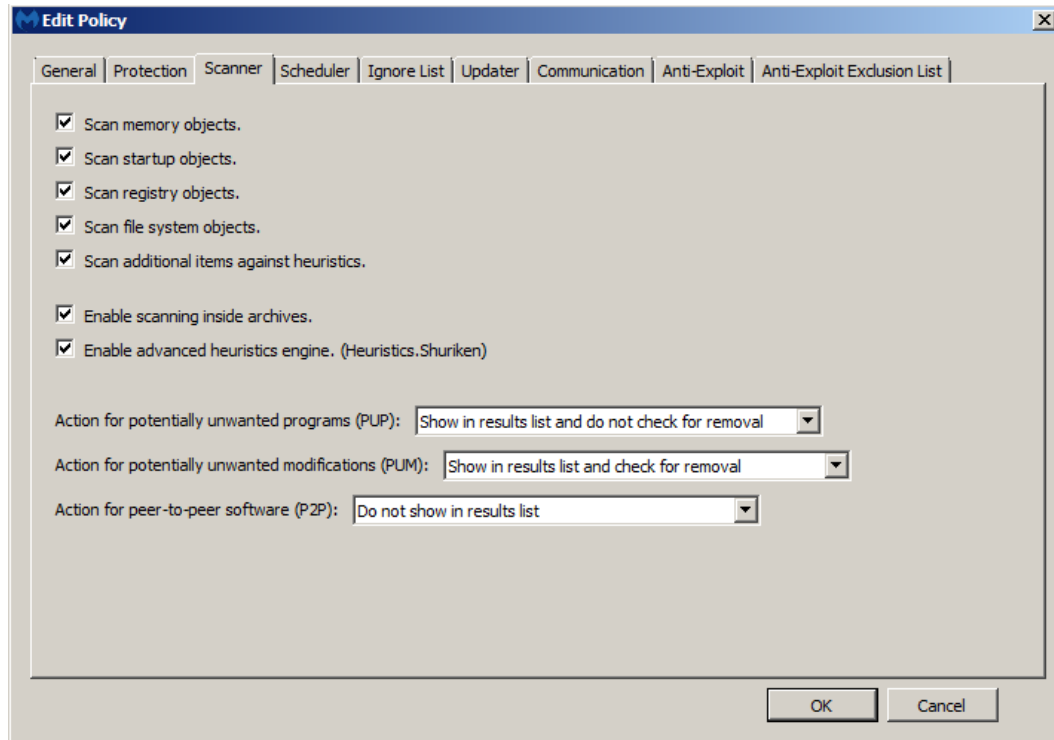 Edit Policy
General Protection Scanner Scheduler Ignore List Updater Communication Anti-Exploit Anti-Exploit Exclusion List
Scan memory objects.
Scan startup objects.
Scan registry objects.
Scan file system objects.
Scan additional items against heuristics.
Enable scanning inside archives.
Enable advanced heuristics engine. (Heuristics.Shuriken)
Action for potentially unwanted programs (PUP): Show in results list and do not check for removal
Action for potentially unwanted modifications (PUM): Show in results list and check for removal
Action for peer-to-peer software (P2P): Do not show in results list
OK Cancel